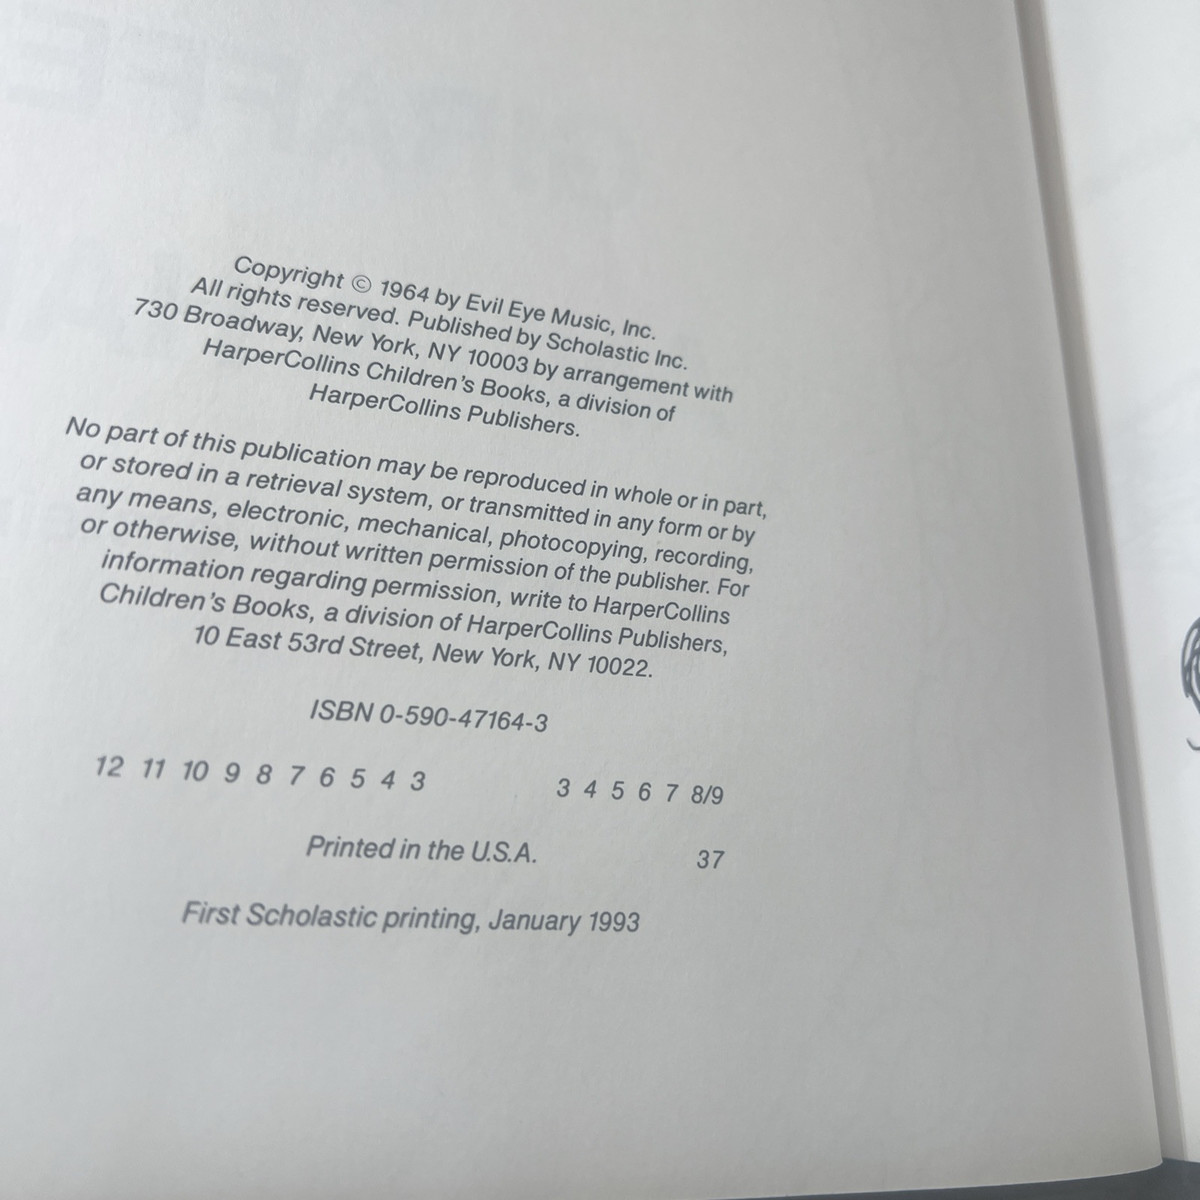 Copyright © 1964 by Evil Eye Music, Inc.
All rights reserved. Published by Scholastic Inc.
730 Broadway, New York, NY 10003 by arrangement with
HarperCollins Children's Books, a division of
HarperCollins Publishers.
No part of this publication may be reproduced in whole or in part,
or stored in a retrieval system, or transmitted in any form or by
any means, electronic, mechanical, photocopying, recording,
or otherwise, without written permission of the publisher. For
information regarding permission, write to HarperCollins
Children's Books, a division of HarperCollins Publishers,
10 East 53rd Street, New York, NY 10022.
ISBN 0-590-47164-3
12 11 10 9 8 7 6 5 4 3 3 4 5 6 7 8/9
Printed in the U.S.A. 37
First Scholastic printing, January 1993